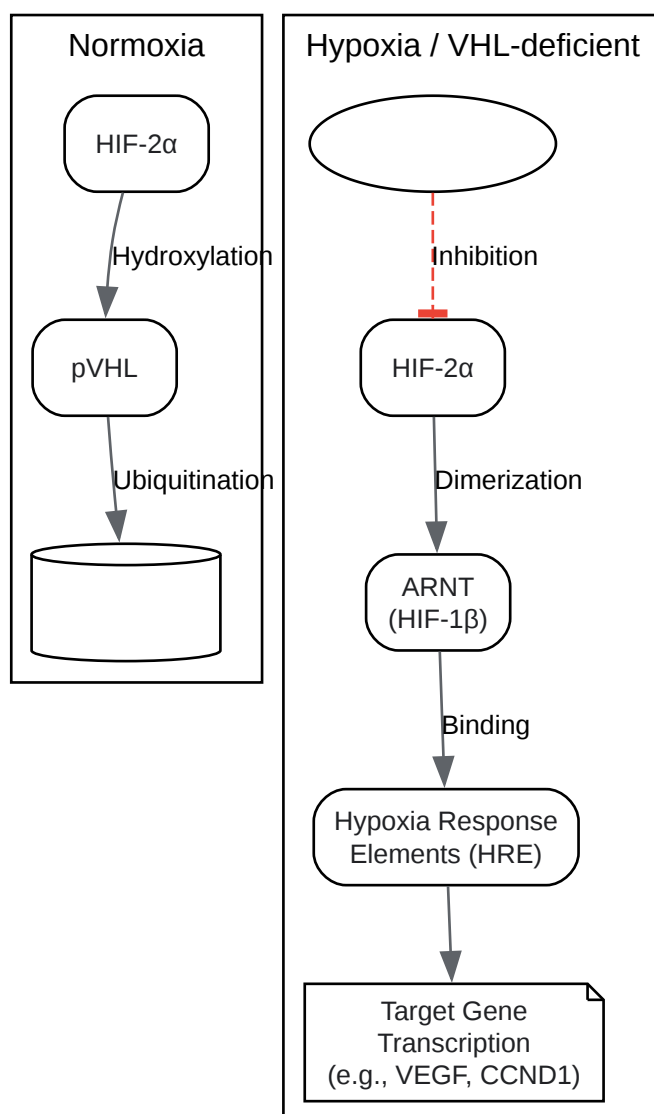 Normoxia
HIF-2α
Hydroxylation
pVHL
Ubiquitination
Hypoxia / VHL-deficient
Inhibition
HIF-2α
Dimerization
ARNT
(HIF-1β)
Binding
Hypoxia Response
Elements (HRE)
Target Gene
Transcription
(e.g., VEGF, CCND1)